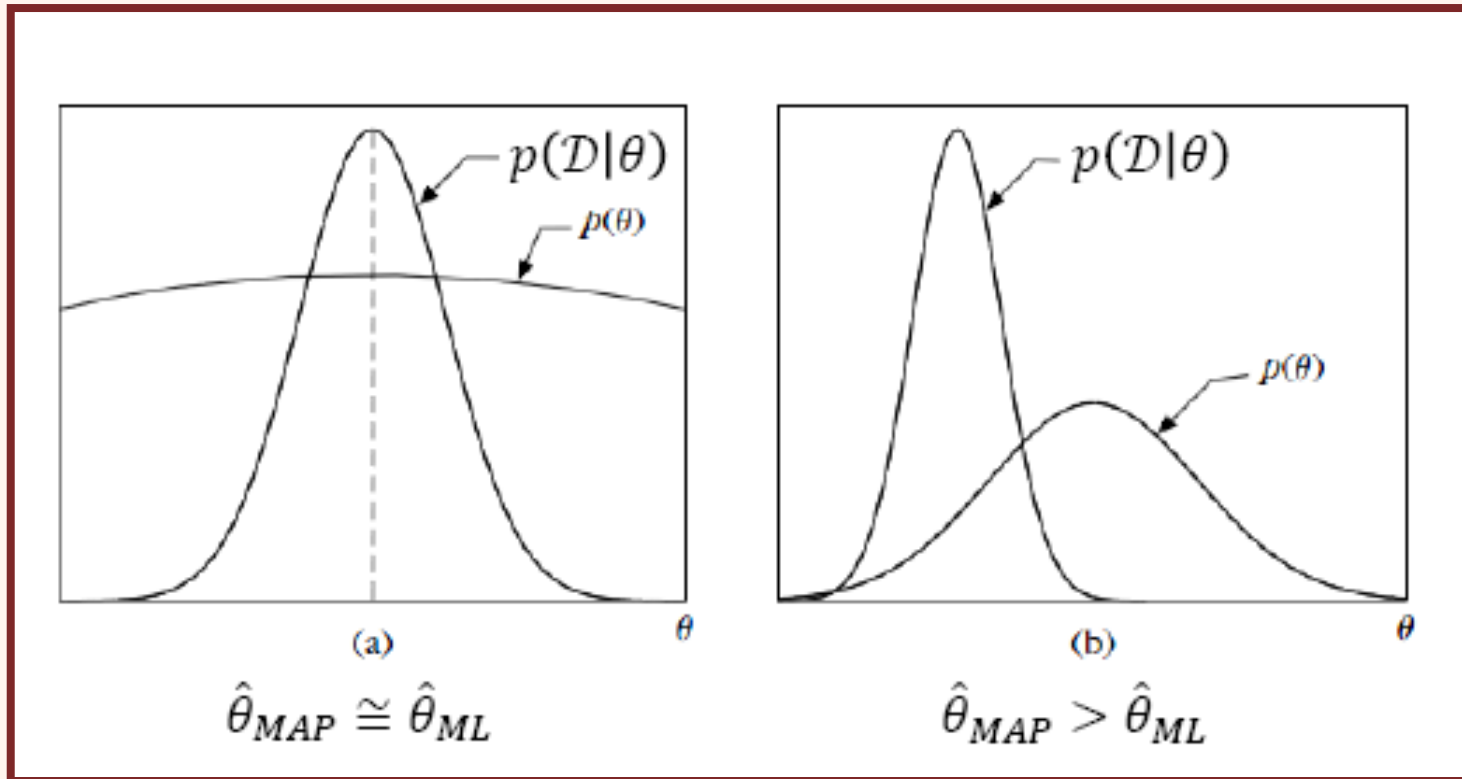 p(𝒟|θ)
p(θ)
θ
(a)
θ̂_MAP ≅ θ̂_ML
p(𝒟|θ)
p(θ)
θ
(b)
θ̂_MAP > θ̂_ML